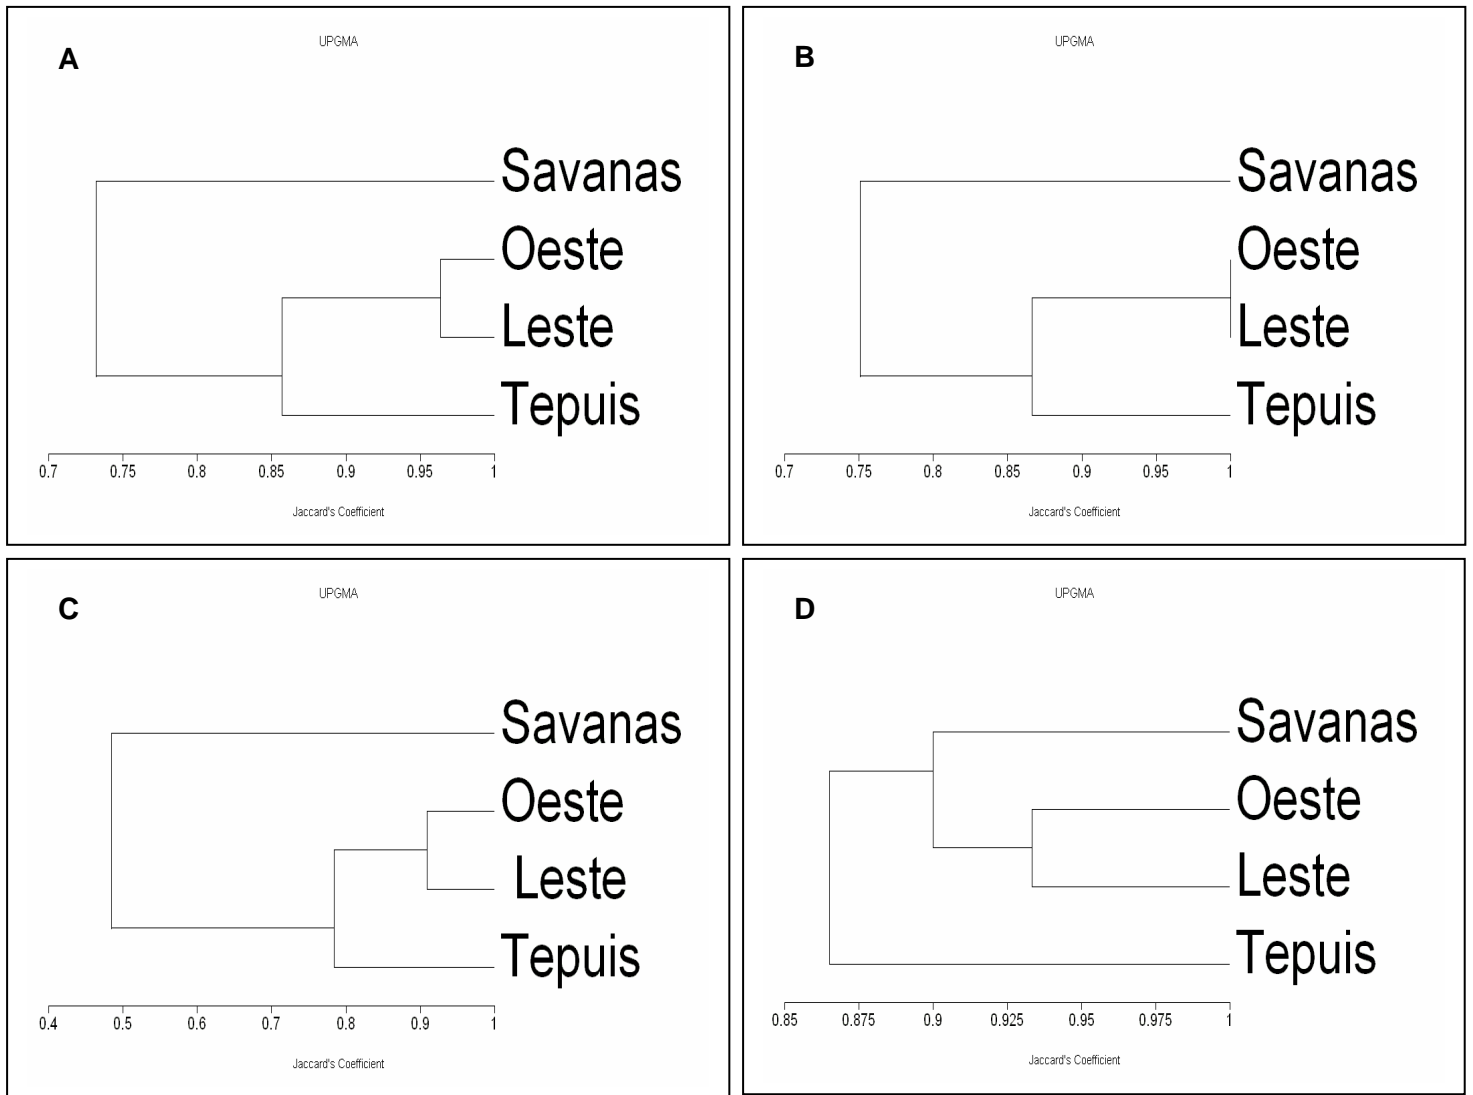 A
UPGMA
Savanas
Oeste
Leste
Tepuis
0.7 0.75 0.8 0.85 0.9 0.95 1
Jaccard's Coefficient
B
UPGMA
Savanas
Oeste
Leste
Tepuis
0.7 0.75 0.8 0.85 0.9 0.95 1
Jaccard's Coefficient
C
UPGMA
Savanas
Oeste
Leste
Tepuis
0.4 0.5 0.6 0.7 0.8 0.9 1
Jaccard's Coefficient
D
UPGMA
Savanas
Oeste
Leste
Tepuis
0.85 0.875 0.9 0.925 0.95 0.975 1
Jaccard's Coefficient